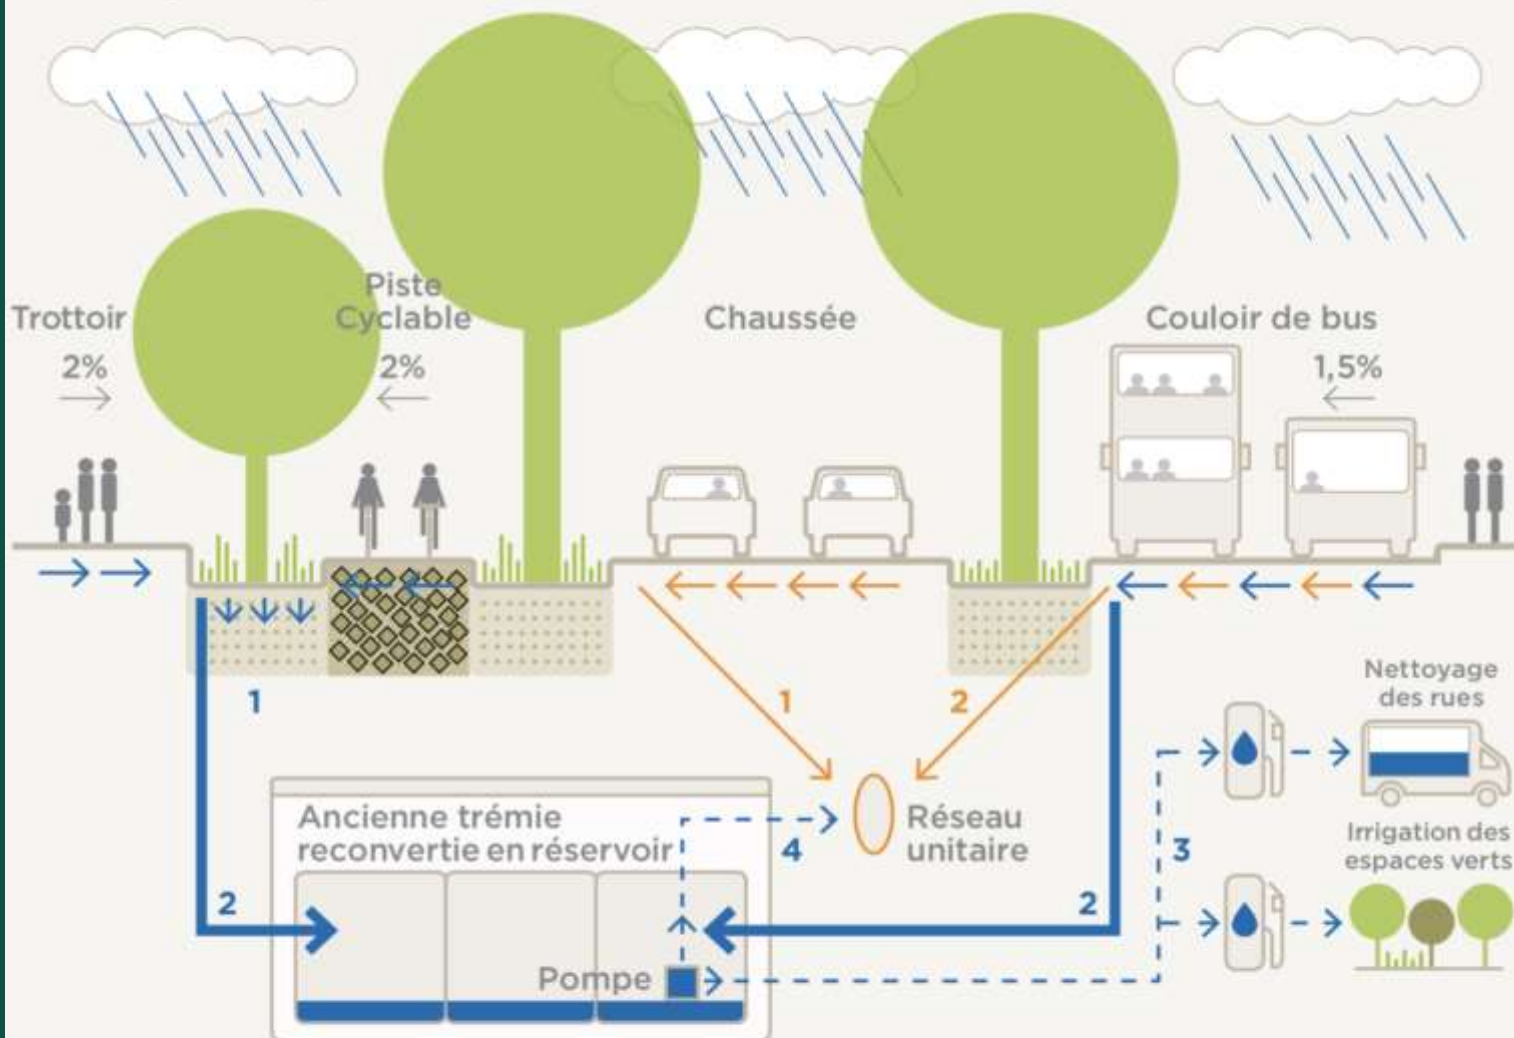 Trottoir
2%
Piste
Cyclable
2%
Chaussée
Couloir de bus
1,5%
1
1
2
Nettoyage
des rues
Ancienne trémie
reconvertie en réservoir
4
Réseau
unitaire
3
Irrigation des
espaces verts
2
2
Pompe